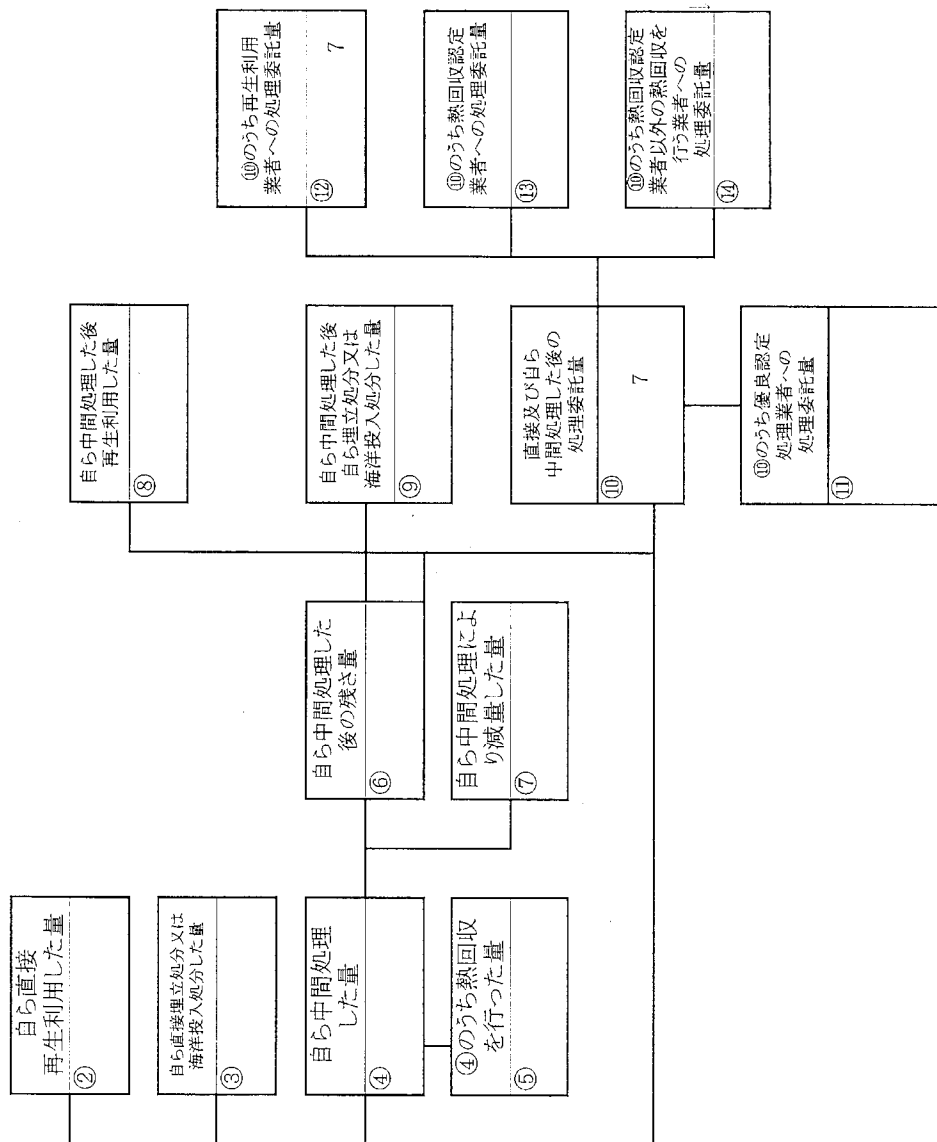 自ら直接
再生利用した量
②
自ら直接埋立処分又は
海洋投入処分した量
③
自ら中間処理
した量
④
④のうち熱回収
を行った量
⑤
自ら中間処理した
後の残さ量
⑥
自ら中間処理によ
り減量した量
⑦
自ら中間処理した後
再生利用した量
⑧
自ら中間処理した後
自ら埋立処分又は
海洋投入処分した量
⑨
直接及び自ら
中間処理した後の
処理委託量
⑩
7
⑩のうち優良認定
処理業者への
処理委託量
⑪
⑩のうち再生利用
業者への処理委託量
⑫
7
⑩のうち熱回収認定
業者への処理委託量
⑬
⑩のうち熱回収認定
業者以外の熱回収を
行う業者への
処理委託量
⑭